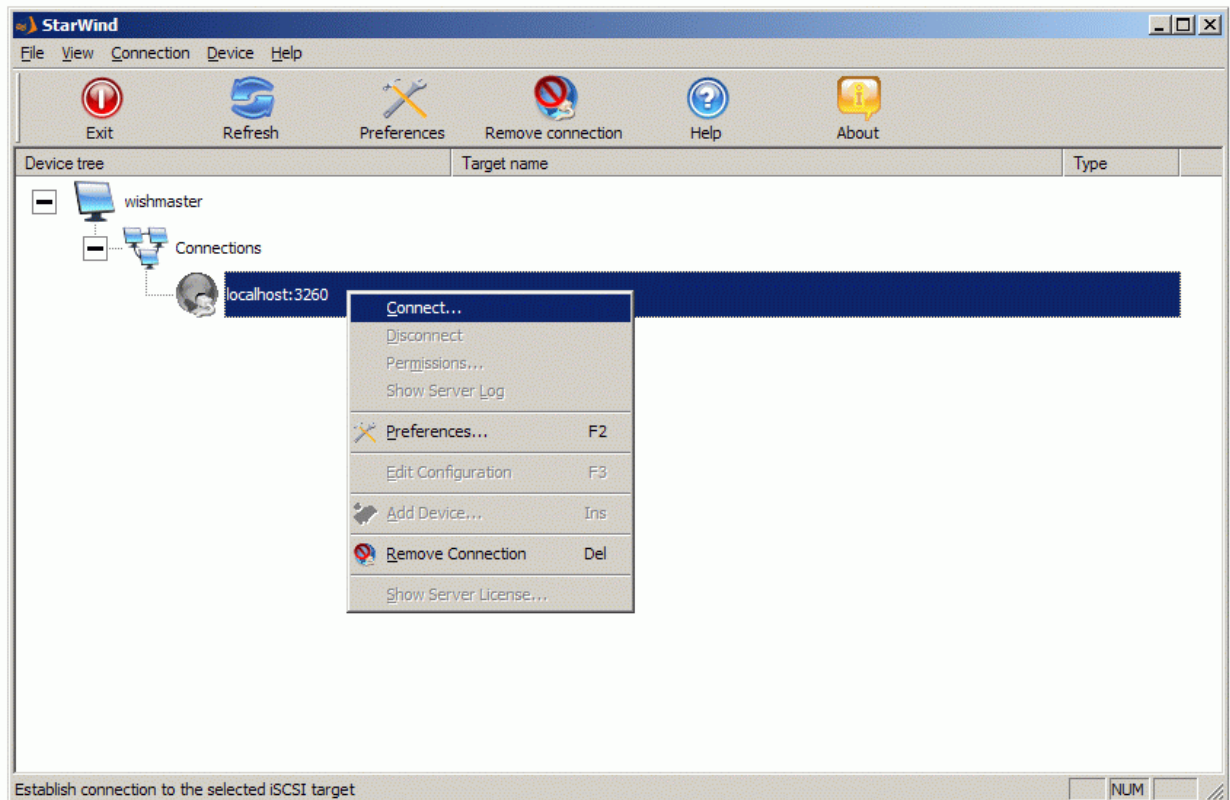 StarWind
File View Connection Device Help
Exit Refresh Preferences Remove connection Help About
Device tree Target name Type
wishmaster
Connections
localhost:3260
Connect...
Disconnect
Permissions...
Show Server Log
Preferences... F2
Edit Configuration F3
Add Device... Ins
Remove Connection Del
Show Server License...
Establish connection to the selected iSCSI target NUM